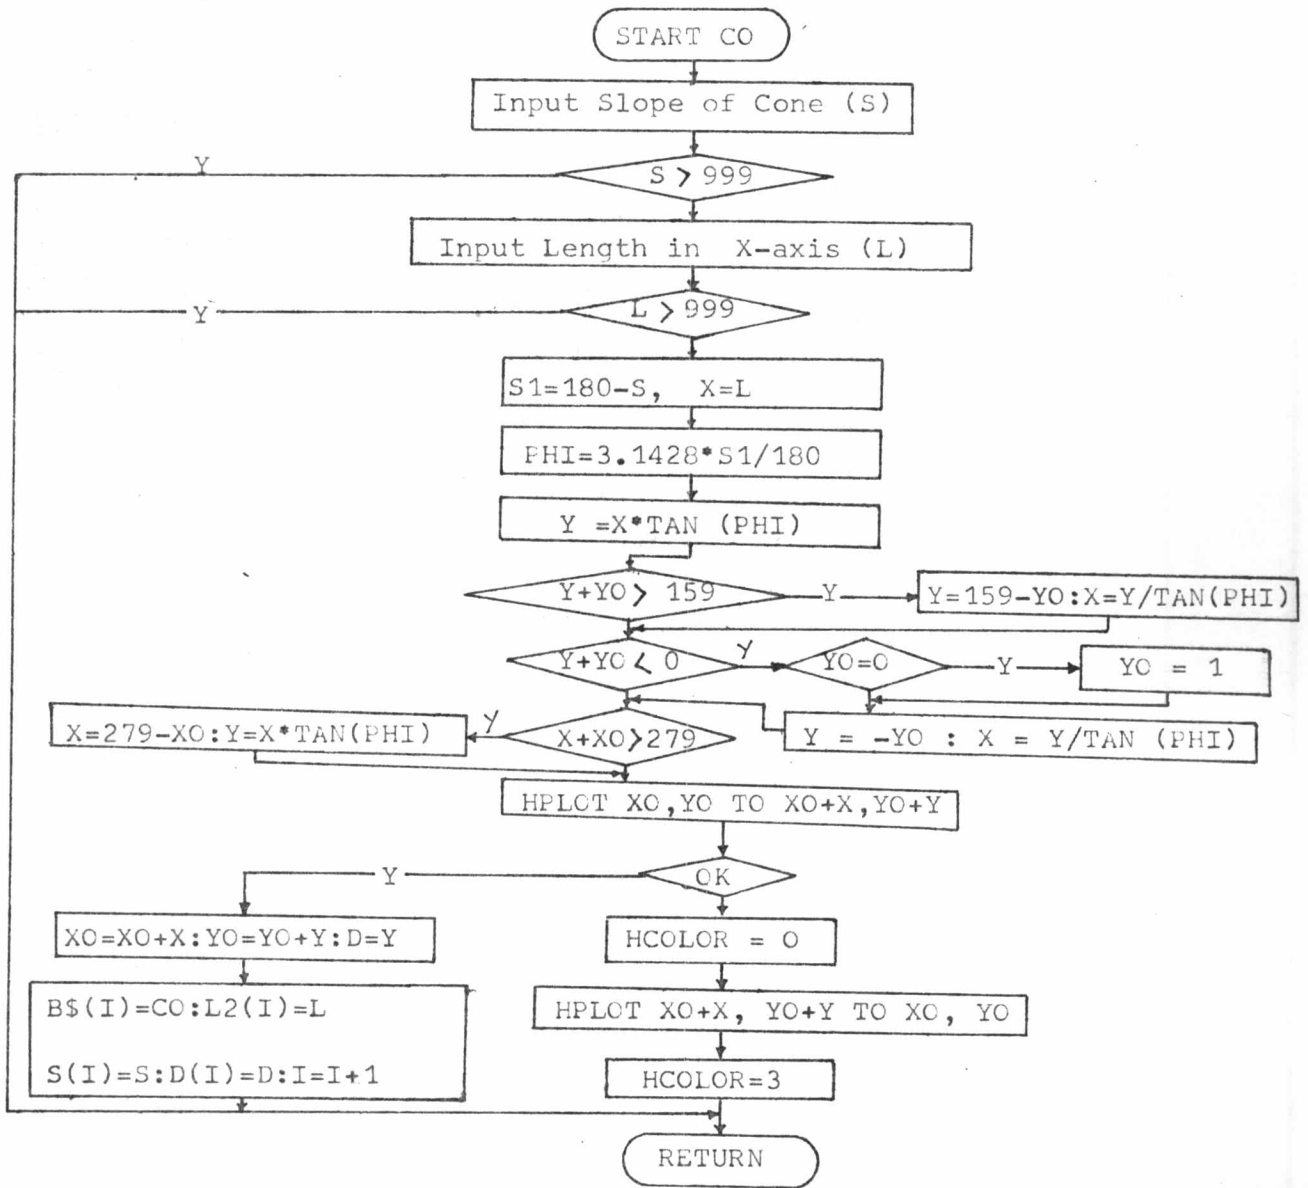 START CO
Input Slope of Cone (S)
Y
S > 999
Input Length in X-axis (L)
Y
L > 999
S1=180-S, X=L
PHI=3.1428*S1/180
Y =X*TAN (PHI)
Y+YO > 159
Y
Y=159-YO:X=Y/TAN(PHI)
Y+YO < O
Y
YO=O
Y
YO = 1
X=279-XO:Y=X*TAN(PHI)
Y
X+XO>279
Y = -YO : X = Y/TAN (PHI)
HPLOT XO,YO TO XO+X,YO+Y
Y
OK
XO=XO+X:YO=YO+Y:D=Y
HCOLOR = O
B$(I)=CO:L2(I)=L
HPLOT XO+X, YO+Y TO XO, YO
S(I)=S:D(I)=D:I=I+1
HCOLOR=3
RETURN